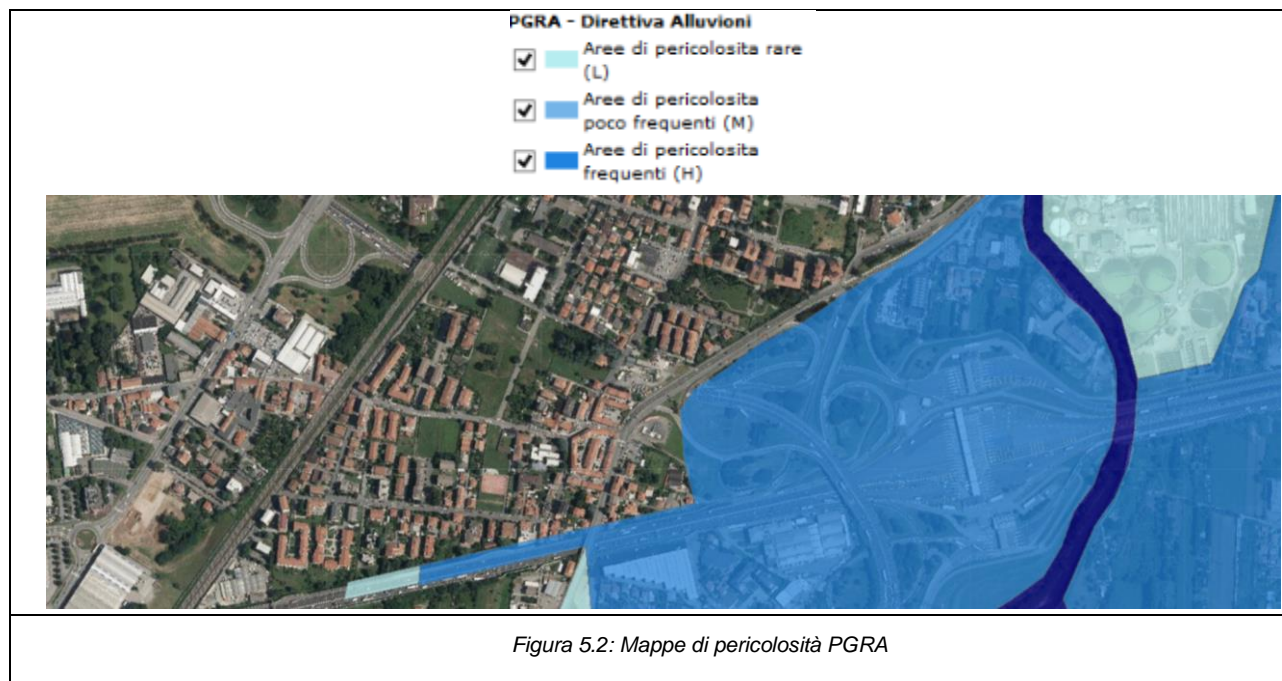 PGRA - Direttiva Alluvioni
Aree di pericolosita rare
(L)
Aree di pericolosita
poco frequenti (M)
Aree di pericolosita
frequenti (H)
Figura 5.2: Mappe di pericolosità PGRA